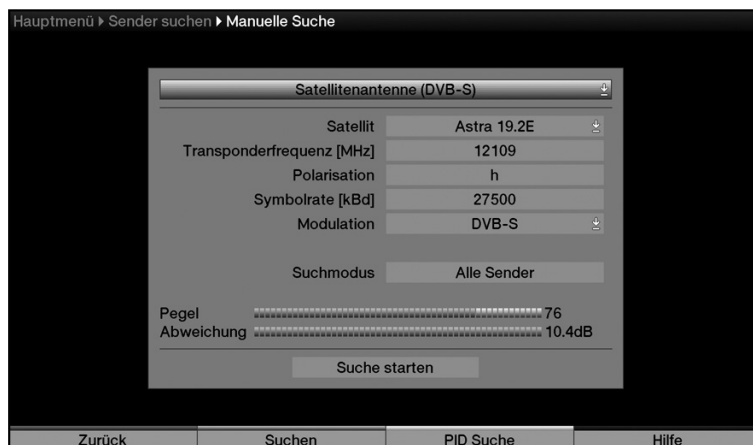 Hauptmenü ▸ Sender suchen ▸ Manuelle Suche
Satellitenantenne (DVB-S)
Satellit Astra 19.2E
Transponderfrequenz [MHz] 12109
Polarisation h
Symbolrate [kBd] 27500
Modulation DVB-S
Suchmodus Alle Sender
Pegel 76
Abweichung 10.4dB
Suche starten
Zurück Suchen PID Suche Hilfe